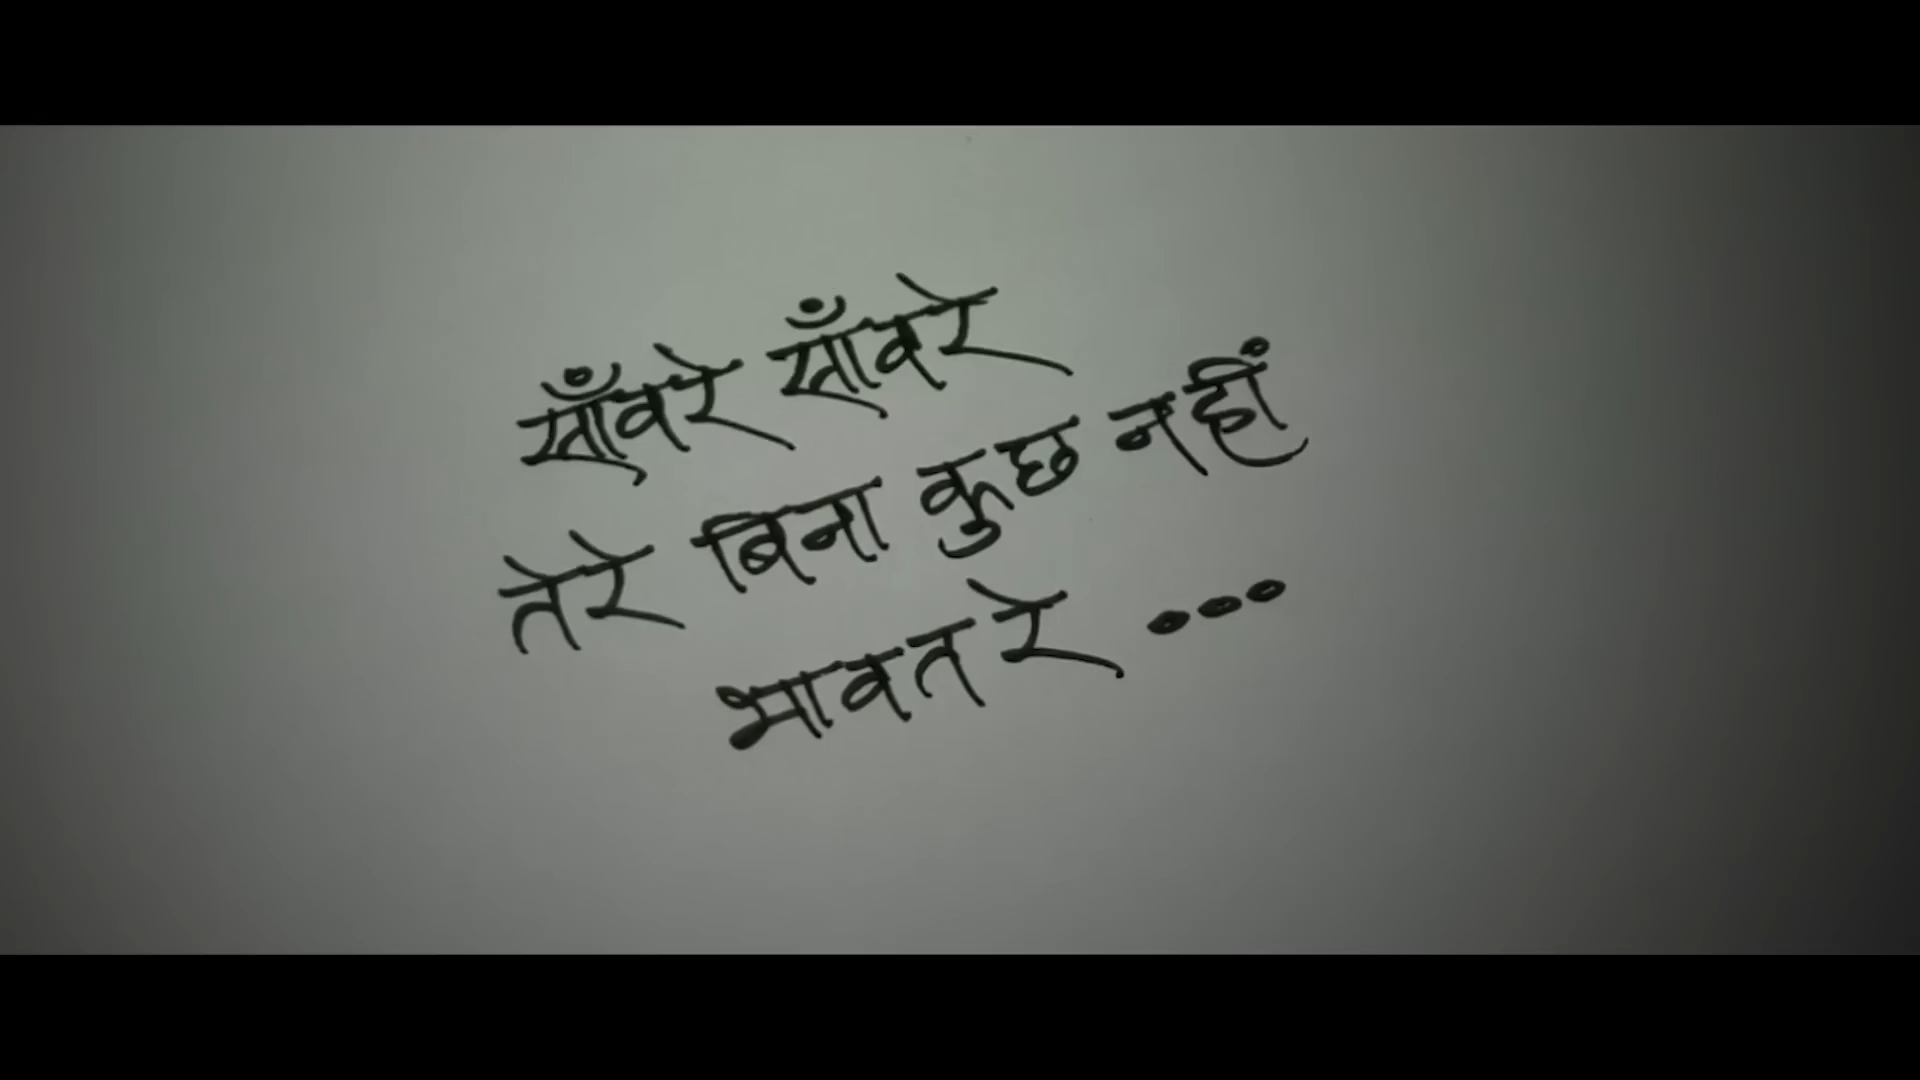 साँवरे साँवरे
तेरे बिना कुछ नहीं
भावत रे...